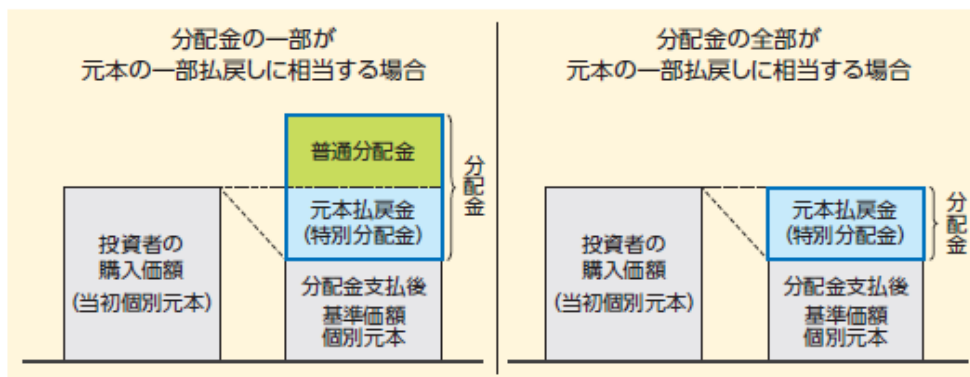 分配金の一部が
元本の一部払戻しに相当する場合
普通分配金
元本払戻金
(特別分配金)
分配金
投資者の
購入価額
(当初個別元本)
分配金支払後
基準価額
個別元本
分配金の全部が
元本の一部払戻しに相当する場合
元本払戻金
(特別分配金)
分配金
投資者の
購入価額
(当初個別元本)
分配金支払後
基準価額
個別元本